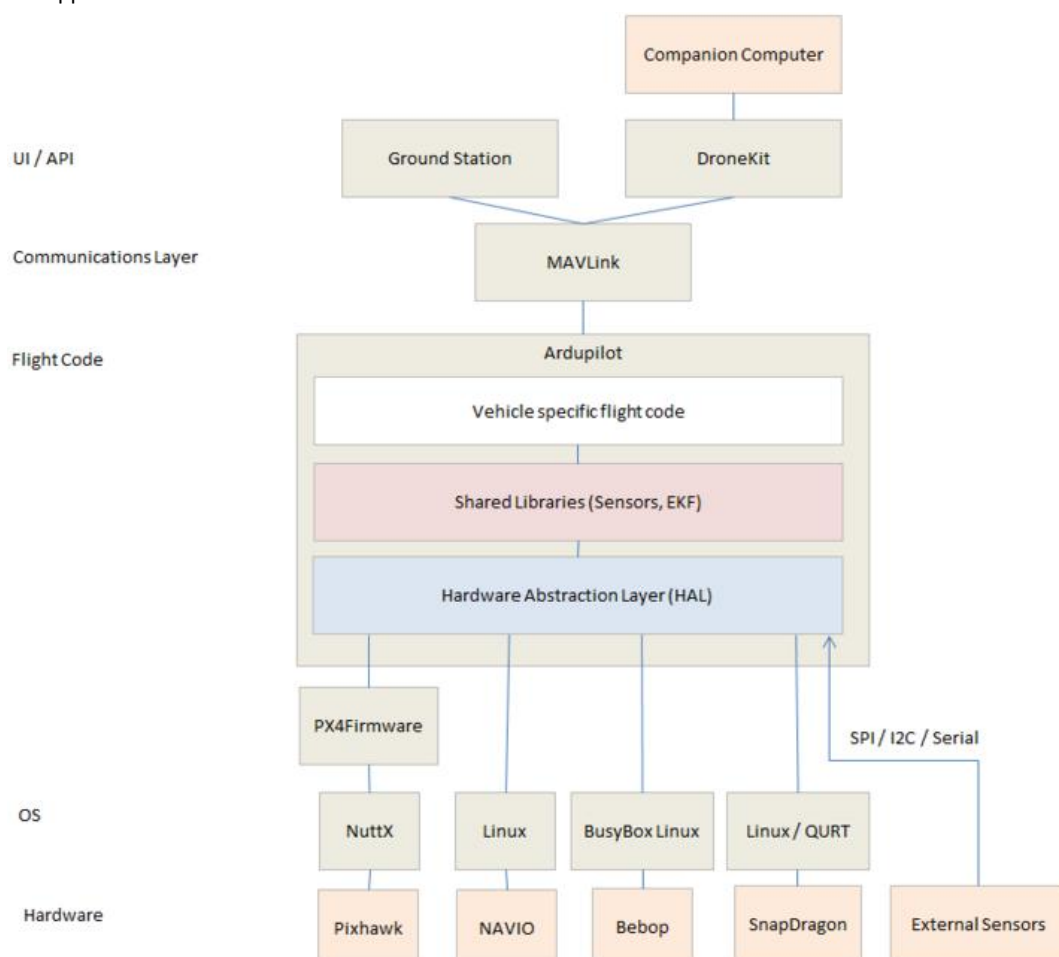 Companion Computer
UI / API
Ground Station
DroneKit
Communications Layer
MAVLink
Flight Code
Ardupilot
Vehicle specific flight code
Shared Libraries (Sensors, EKF)
Hardware Abstraction Layer (HAL)
PX4Firmware
SPI / I2C / Serial
OS
NuttX
Linux
BusyBox Linux
Linux / QURT
Hardware
Pixhawk
NAVIO
Bebop
SnapDragon
External Sensors